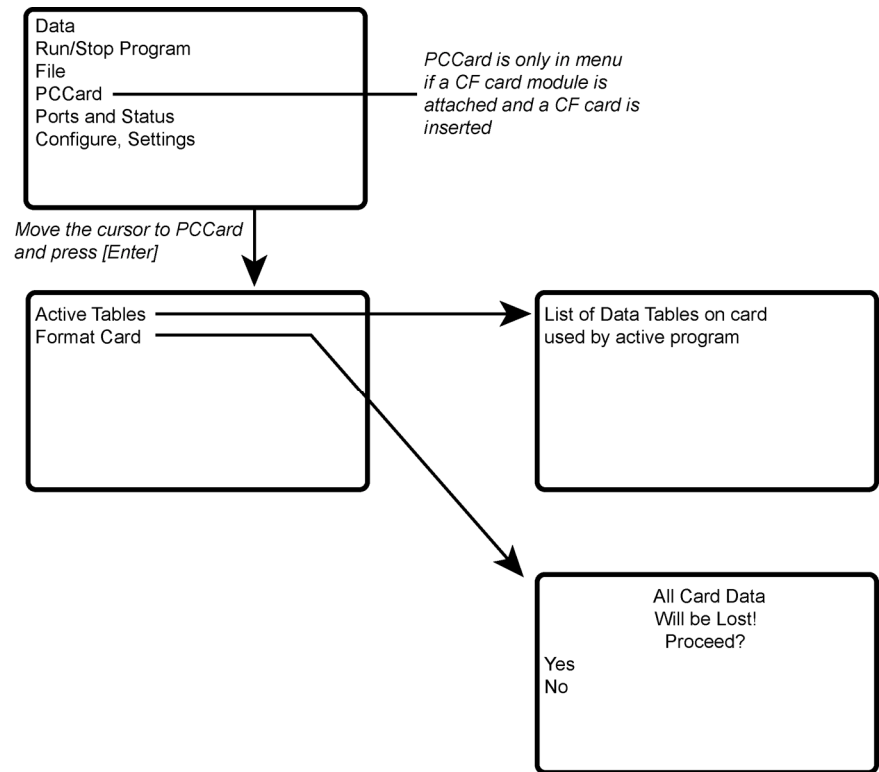 Data
Run/Stop Program
File
PCCard
Ports and Status
Configure, Settings
PCCard is only in menu
if a CF card module is
attached and a CF card is
inserted
Move the cursor to PCCard
and press [Enter]
Active Tables
Format Card
List of Data Tables on card
used by active program
All Card Data
Will be Lost!
Proceed?
Yes
No